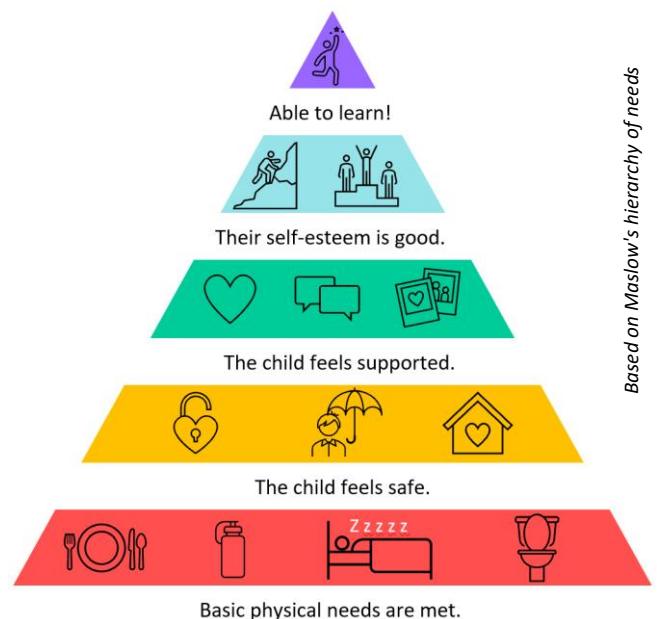 Able to learn!
Their self-esteem is good.
The child feels supported.
The child feels safe.
Z z z z z
Basic physical needs are met.
Based on Maslow's hierarchy of needs